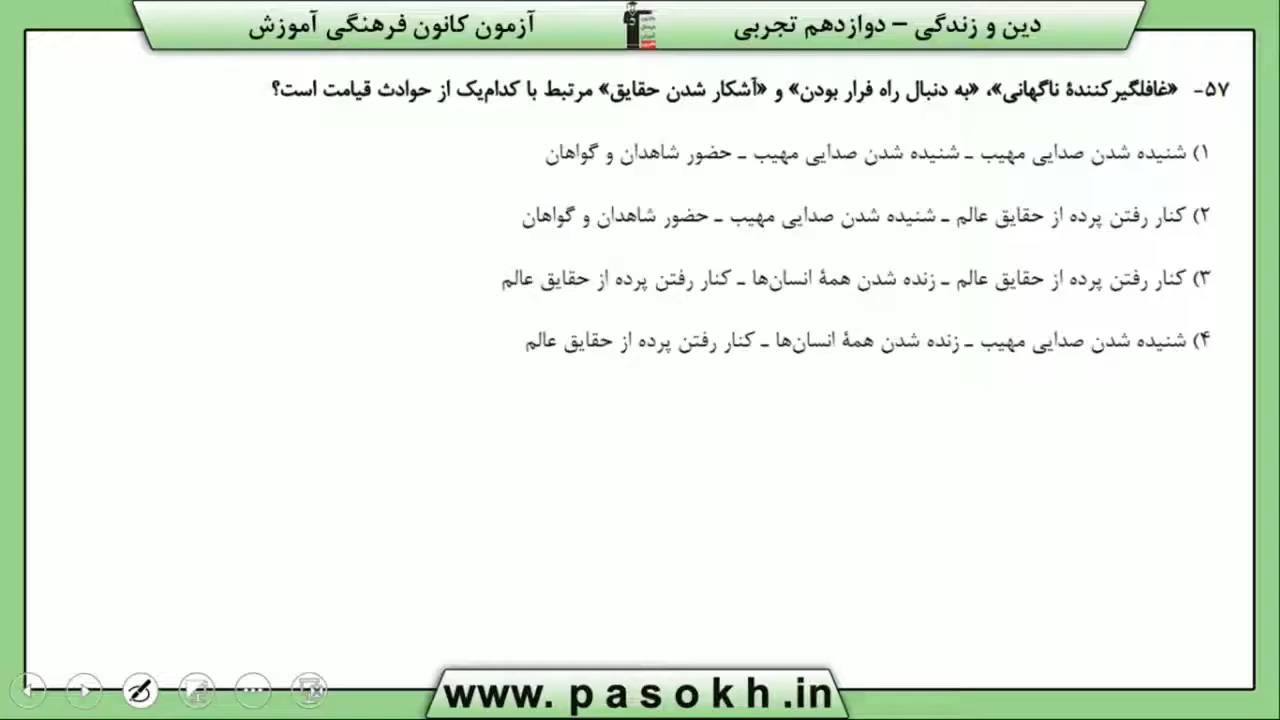 دین و زندگی – دوازدهم تجربی
آزمون کانون فرهنگی آموزش
۵۷- «غافلگیرکنندهٔ ناگهانی»، «به دنبال راه فرار بودن» و «آشکار شدن حقایق» مرتبط با کدام‌یک از حوادث قیامت است؟
۱) شنیده شدن صدایی مهیب ـ شنیده شدن صدایی مهیب ـ حضور شاهدان و گواهان
۲) کنار رفتن پرده از حقایق عالم ـ شنیده شدن صدایی مهیب ـ حضور شاهدان و گواهان
۳) کنار رفتن پرده از حقایق عالم ـ زنده شدن همهٔ انسان‌ها ـ کنار رفتن پرده از حقایق عالم
۴) شنیده شدن صدایی مهیب ـ زنده شدن همهٔ انسان‌ها ـ کنار رفتن پرده از حقایق عالم
www. p a s o k h .in